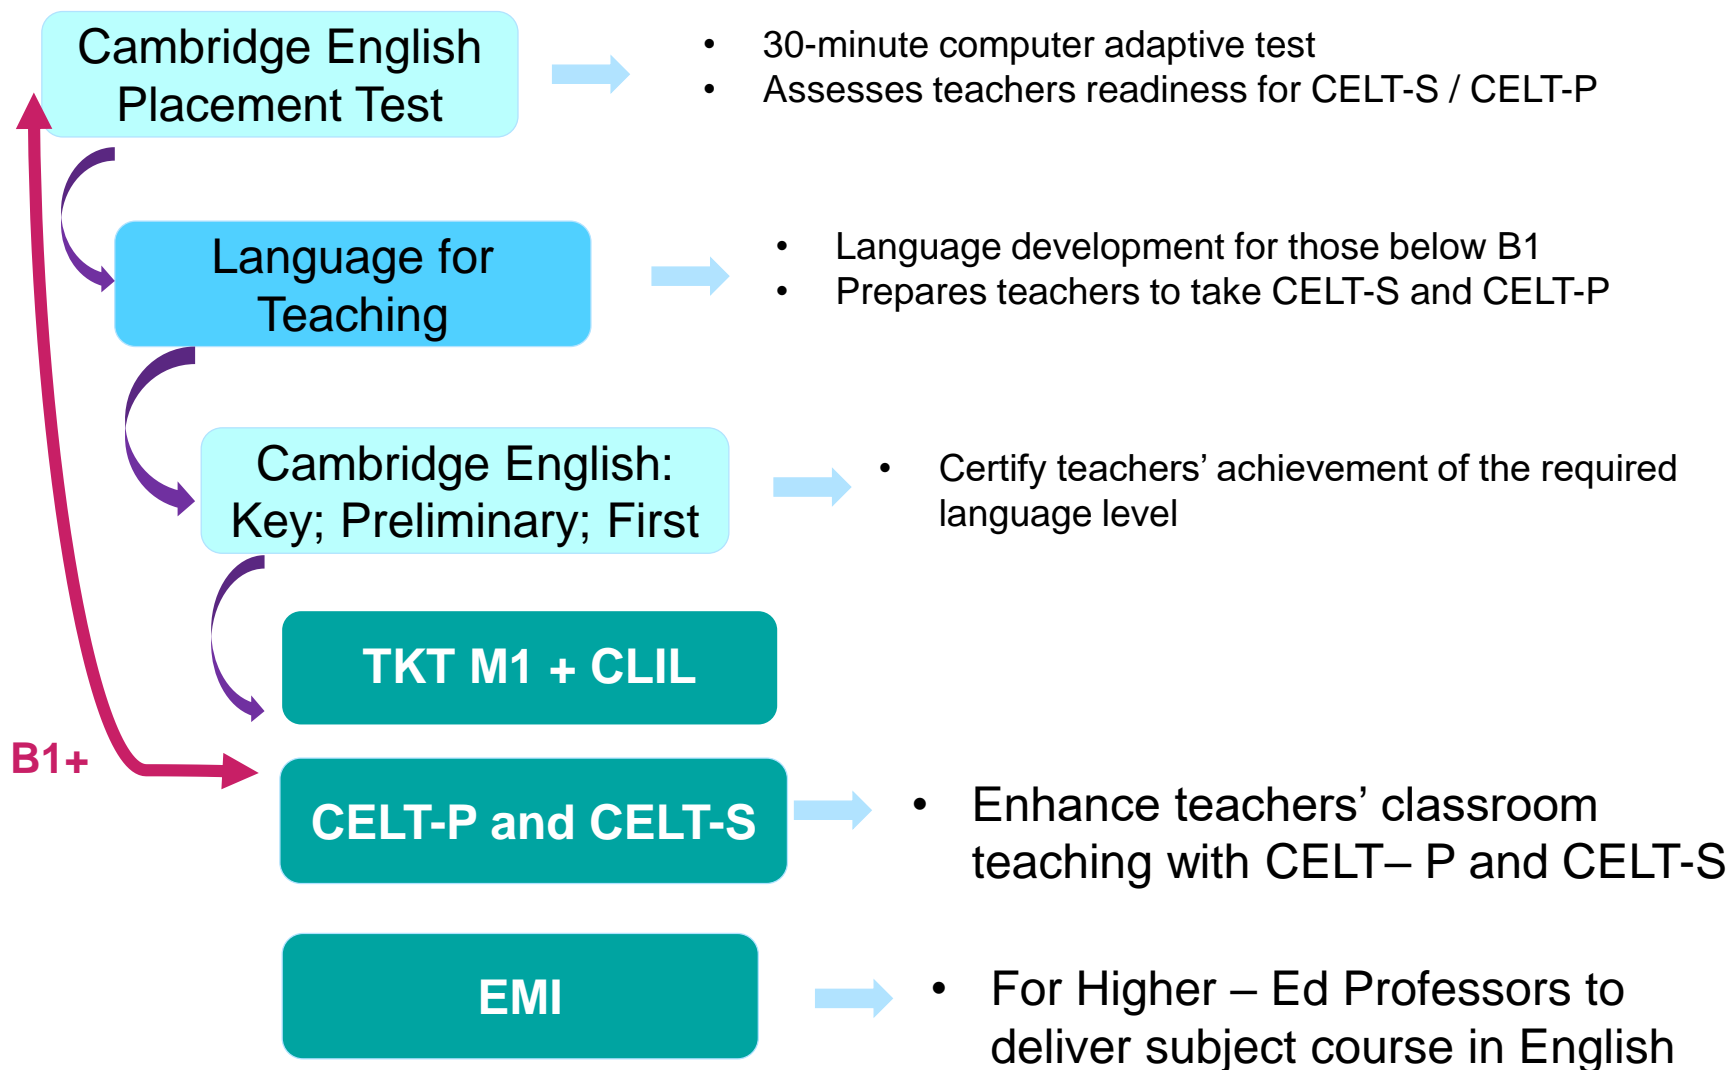 Cambridge English
Placement Test
• 30-minute computer adaptive test
• Assesses teachers readiness for CELT-S / CELT-P
Language for
Teaching
• Language development for those below B1
• Prepares teachers to take CELT-S and CELT-P
Cambridge English:
Key; Preliminary; First
• Certify teachers’ achievement of the required
language level
TKT M1 + CLIL
B1+
CELT-P and CELT-S
• Enhance teachers’ classroom
teaching with CELT– P and CELT-S
EMI
• For Higher – Ed Professors to
deliver subject course in English